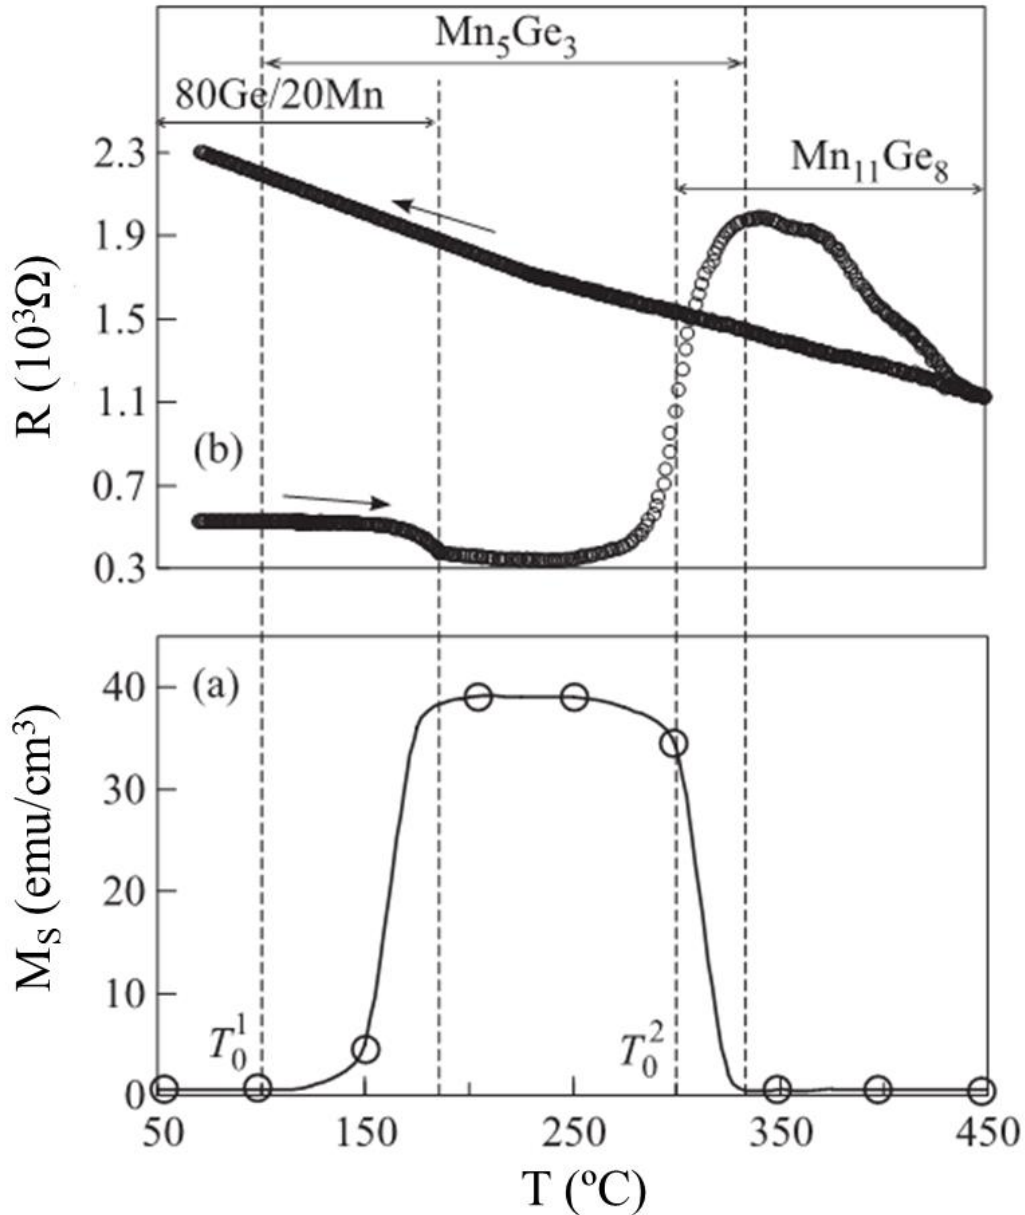 Mn₅Ge₃
80Ge/20Mn
Mn₁₁Ge₈
2.3
1.9
1.5
1.1
0.7
0.3
R (10³Ω)
(b)
(a)
40
30
20
10
0
Mₛ (emu/cm³)
T₀¹
T₀²
50 150 250 350 450
T (ºC)